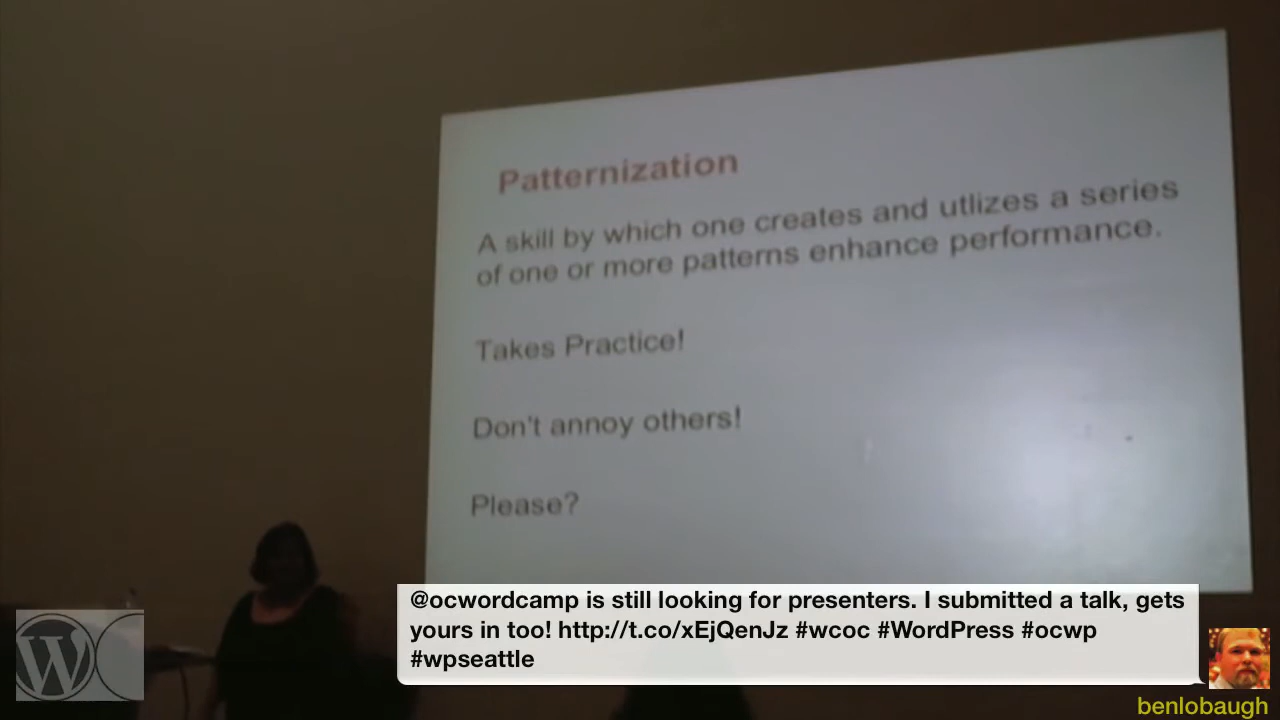 Patternization
A skill by which one creates and utlizes a series
of one or more patterns enhance performance.
Takes Practice!
Don't annoy others!
Please?
@ocwordcamp is still looking for presenters. I submitted a talk, gets
yours in too! http://t.co/xEjQenJz #wcoc #WordPress #ocwp
#wpseattle
benlobaugh
WC